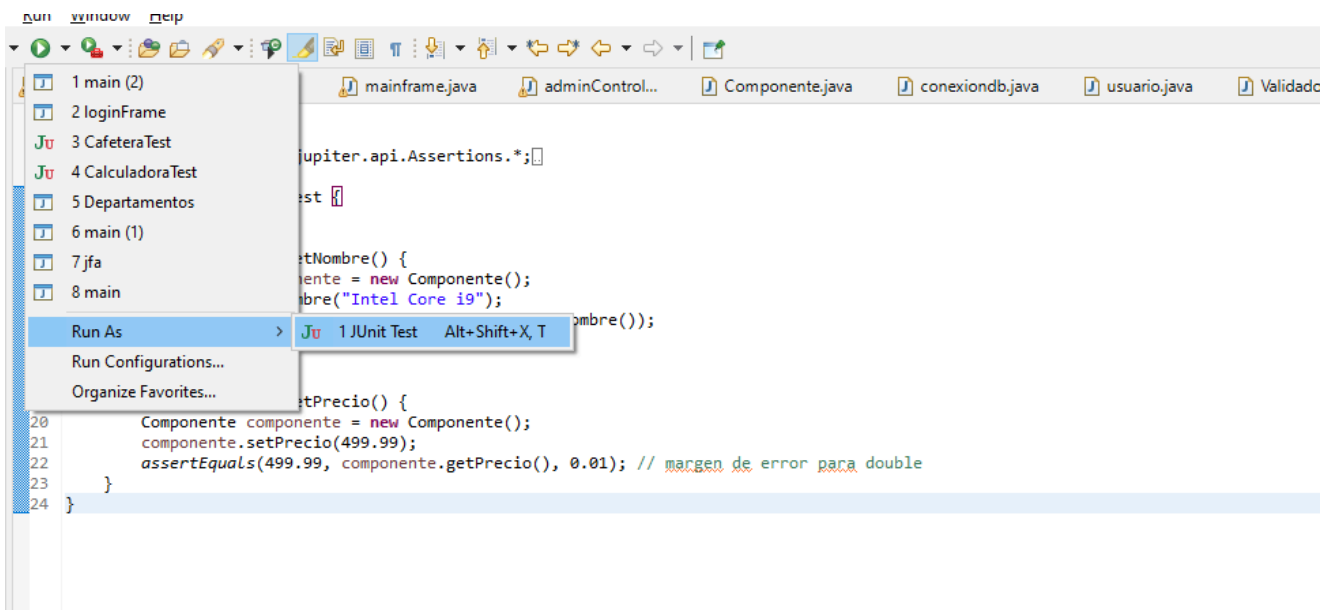 Run Window Help
1 main (2)
mainframe.java
adminControl...
Componente.java
conexiondb.java
usuario.java
Validado
2 loginFrame
3 CafeteraTest
4 CalculadoraTest
5 Departamentos
6 main (1)
7 jfa
8 main
Run As
1 JUnit Test Alt+Shift+X, T
Run Configurations...
Organize Favorites...
jupiter.api.Assertions.*;
est {
etNombre() {
nente = new Componente();
mbre("Intel Core i9");
ombre());
etPrecio() {
20 Componente componente = new Componente();
21 componente.setPrecio(499.99);
22 assertEquals(499.99, componente.getPrecio(), 0.01); // margen de error para double
23 }
24 }